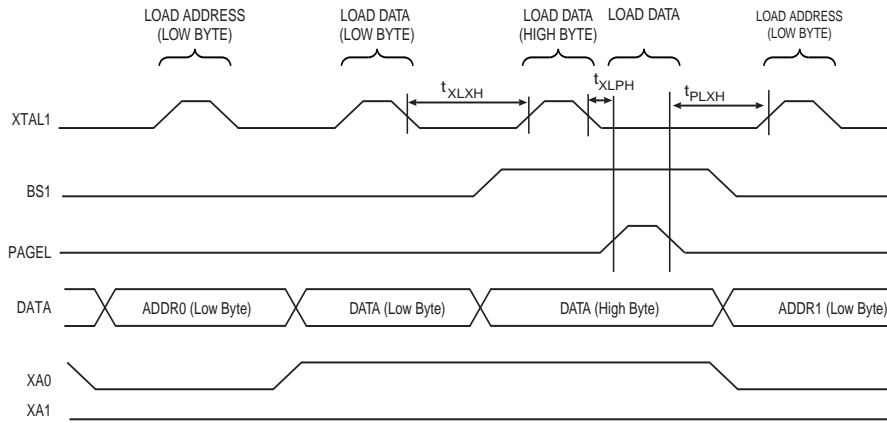 LOAD ADDRESS
(LOW BYTE)
LOAD DATA
(LOW BYTE)
LOAD DATA
(HIGH BYTE)
LOAD DATA
LOAD ADDRESS
(LOW BYTE)
tXLXH
tXLPH
tPLXH
XTAL1
BS1
PAGEL
DATA
ADDR0 (Low Byte)
DATA (Low Byte)
DATA (High Byte)
ADDR1 (Low Byte)
XA0
XA1